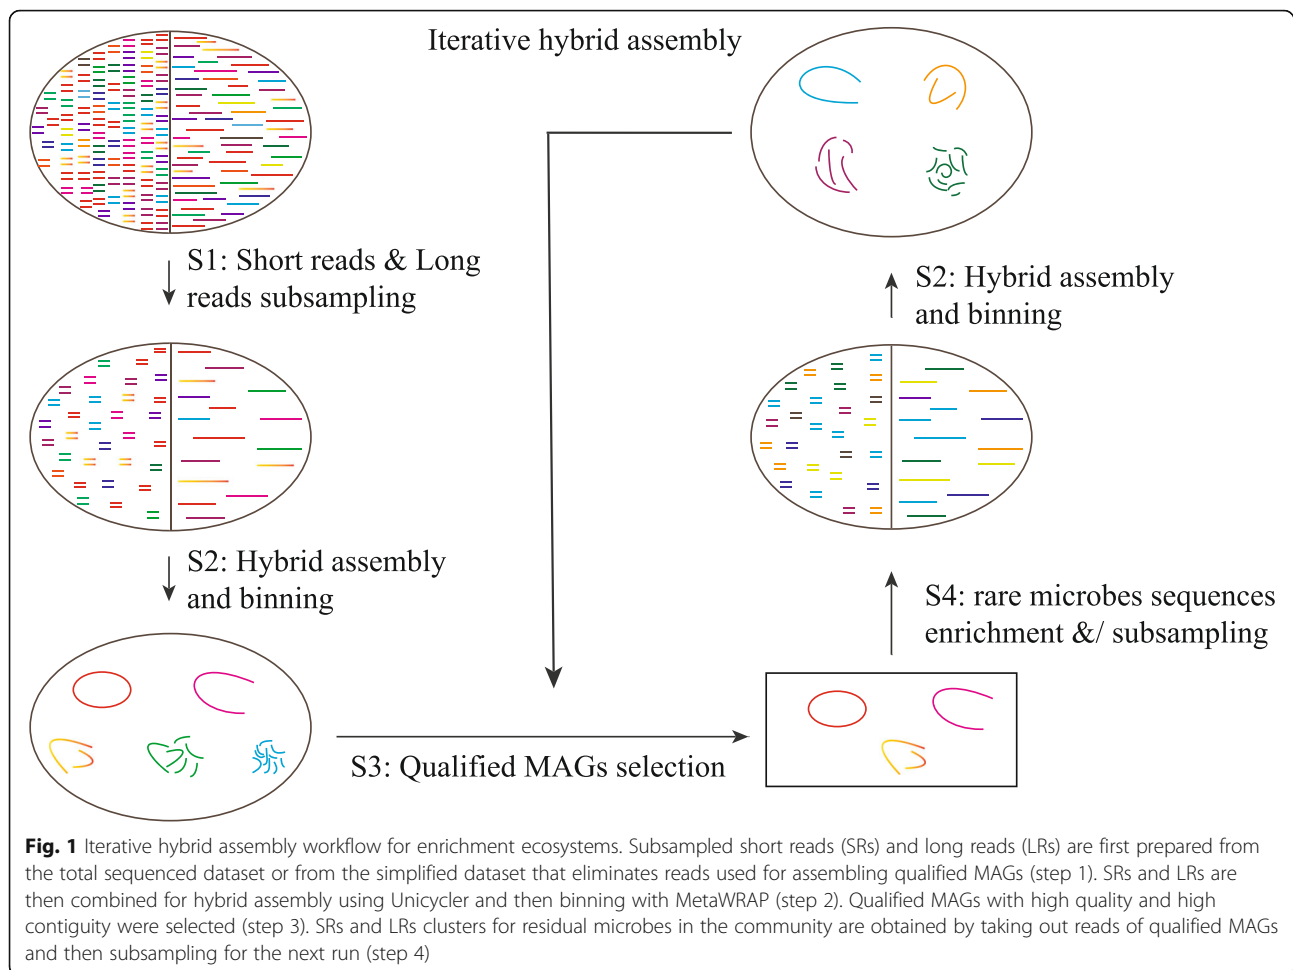 Iterative hybrid assembly
S1: Short reads & Long
reads subsampling
S2: Hybrid assembly
and binning
S3: Qualified MAGs selection
S4: rare microbes sequences
enrichment &/ subsampling
S2: Hybrid assembly
and binning
Fig. 1 Iterative hybrid assembly workflow for enrichment ecosystems. Subsampled short reads (SRs) and long reads (LRs) are first prepared from
the total sequenced dataset or from the simplified dataset that eliminates reads used for assembling qualified MAGs (step 1). SRs and LRs are
then combined for hybrid assembly using Unicycler and then binning with MetaWRAP (step 2). Qualified MAGs with high quality and high
contiguity were selected (step 3). SRs and LRs clusters for residual microbes in the community are obtained by taking out reads of qualified MAGs
and then subsampling for the next run (step 4)